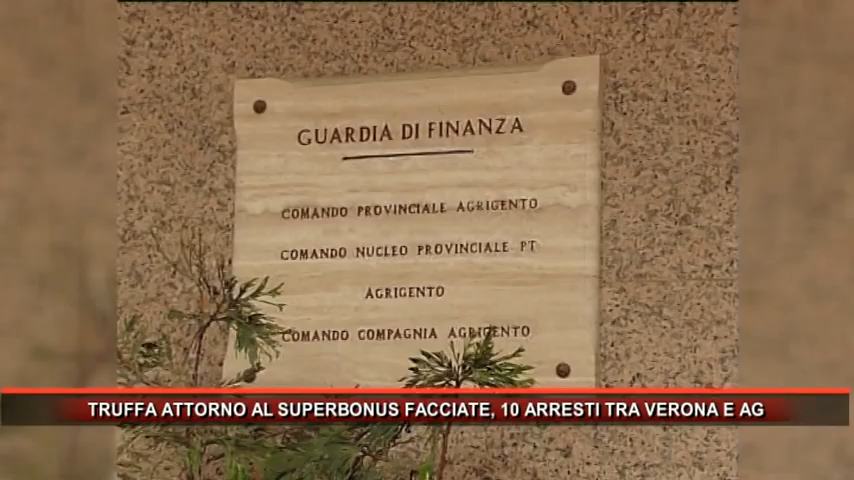 GUARDIA DI FINANZA
COMANDO PROVINCIALE AGRIGENTO
COMANDO NUCLEO PROVINCIALE PT
AGRIGENTO
COMANDO COMPAGNIA AGRIGENTO
TRUFFA ATTORNO AL SUPERBONUS FACCIATE, 10 ARRESTI TRA VERONA E AG